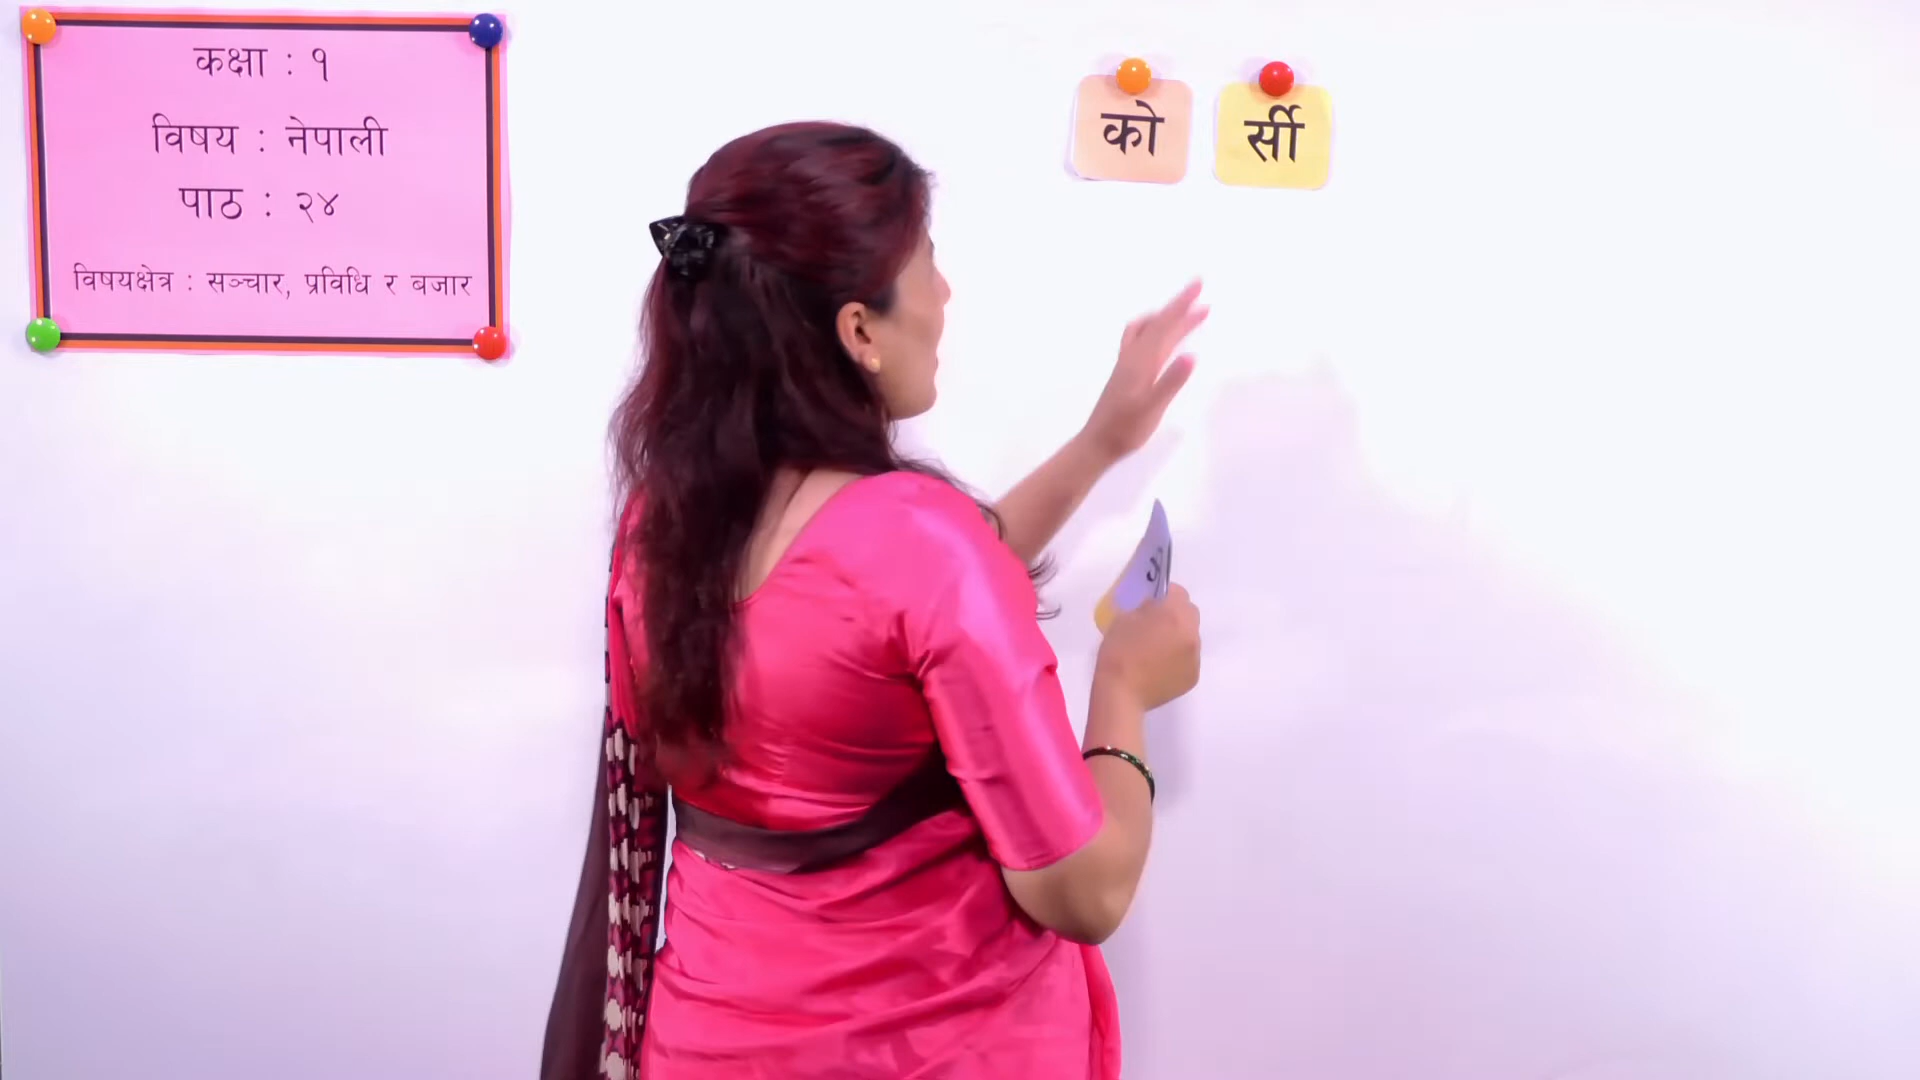 कक्षा : १
विषय : नेपाली
पाठ : २४
विषयक्षेत्र : सञ्चार, प्रविधि र बजार
को र्सी